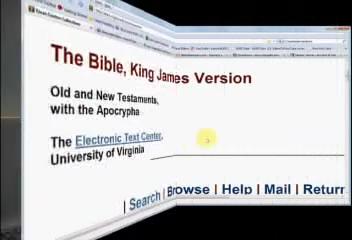 The Bible, King James Version
Old and New Testaments,
with the Apocrypha
The Electronic Text Center,
University of Virginia
| Search | Browse | Help | Mail | Return